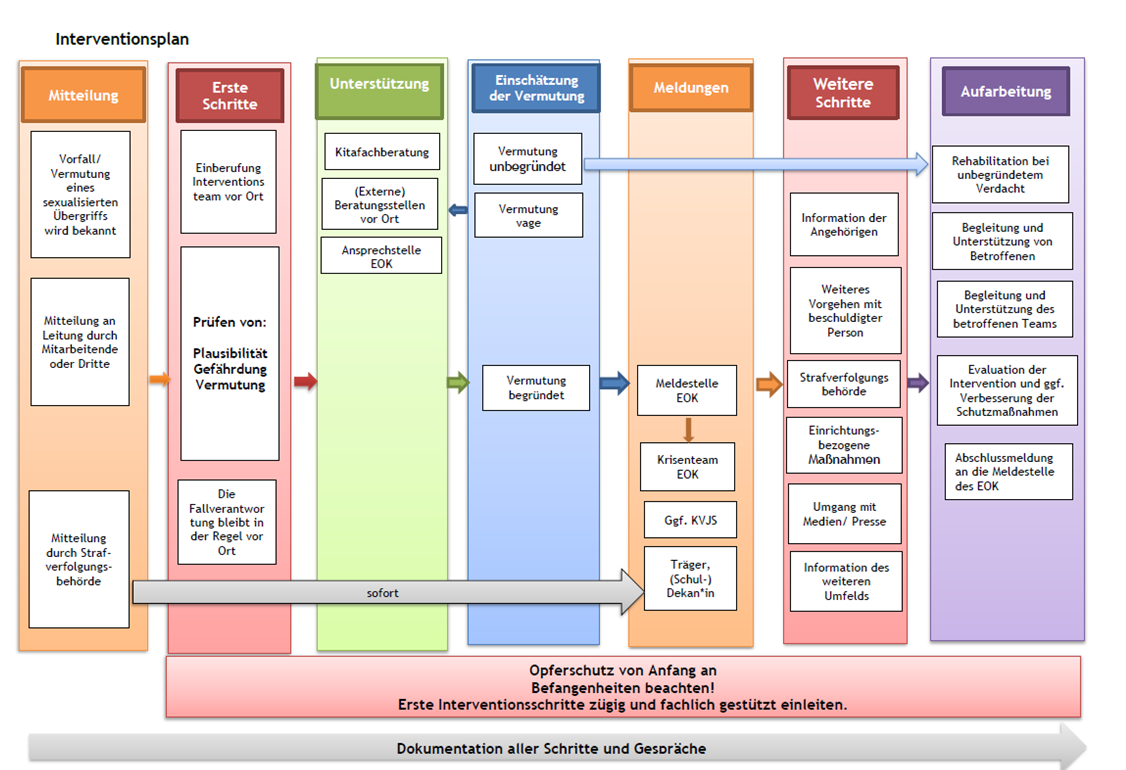 Interventionsplan
Mitteilung
Vorfall/
Vermutung
eines
sexualisierten
Übergriffs
wird bekannt
Mitteilung an
Leitung durch
Mitarbeitende
oder Dritte
Mitteilung
durch Straf-
verfolgungs-
behörde
Erste
Schritte
Einberufung
Interventions
team vor Ort
Prüfen von:
Plausibilität
Gefährdung
Vermutung
Die
Fallverantwor
tung bleibt in
der Regel vor
Ort
Unterstützung
Kitafachberatung
(Externe)
Beratungsstellen
vor Ort
Ansprechstelle
EOK
Einschätzung
der Vermutung
Vermutung
unbegründet
Vermutung
vage
Vermutung
begründet
Meldungen
Meldestelle
EOK
Krisenteam
EOK
Ggf. KVJS
Träger,
(Schul-)
Dekan*in
sofort
Weitere
Schritte
Information der
Angehörigen
Weiteres
Vorgehen mit
beschuldigter
Person
Strafverfolgungs
behörde
Einrichtungs-
bezogene
Maßnahmen
Umgang mit
Medien/ Presse
Information des
weiteren
Umfelds
Aufarbeitung
Rehabilitation bei
unbegründetem
Verdacht
Begleitung und
Unterstützung von
Betroffenen
Begleitung und
Unterstützung des
betroffenen Teams
Evaluation der
Intervention und ggf.
Verbesserung der
Schutzmaßnahmen
Abschlussmeldung
an die Meldestelle
des EOK
Opferschutz von Anfang an
Befangenheiten beachten!
Erste Interventionsschritte zügig und fachlich gestützt einleiten.
Dokumentation aller Schritte und Gespräche